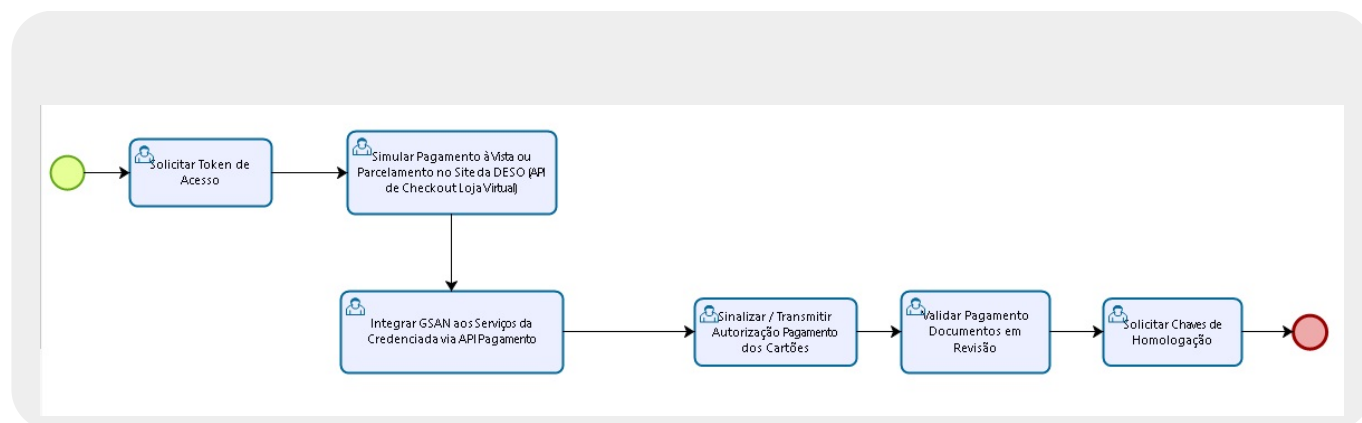 Solicitar Token de
Acesso
Simular Pagamento à Vista ou
Parcelamento no Site da DESO (API
de Checkout Loja Virtual)
Integrar GSAN aos Serviços da
Credenciada via API Pagamento
Sinalizar / Transmitir
Autorização Pagamento
dos Cartões
Validar Pagamento
Documentos em
Revisão
Solicitar Chaves de
Homologação